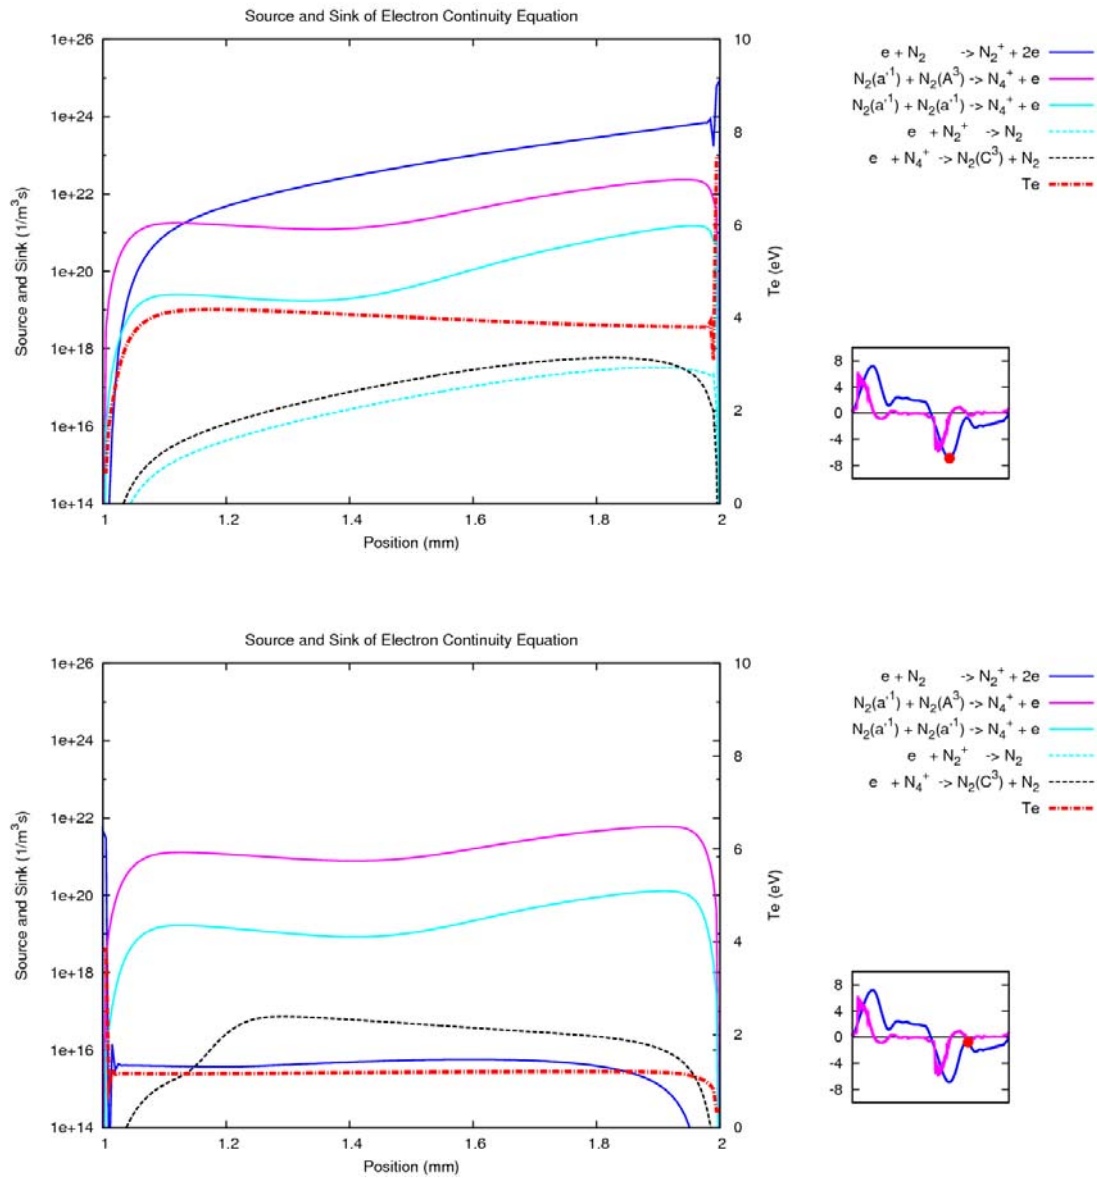 Source and Sink of Electron Continuity Equation
1e+26
1e+24
1e+22
1e+20
1e+18
1e+16
1e+14
Source and Sink (1/m³s)
10
8
6
4
2
0
Te (eV)
1
1.2
1.4
1.6
1.8
2
Position (mm)
e + N₂ -> N₂⁺ + 2e
N₂(a'¹) + N₂(A³) -> N₄⁺ + e
N₂(a'¹) + N₂(a'¹) -> N₄⁺ + e
e + N₂⁺ -> N₂
e + N₄⁺ -> N₂(C³) + N₂
Te
8
4
0
-4
-8
Source and Sink of Electron Continuity Equation
1e+26
1e+24
1e+22
1e+20
1e+18
1e+16
1e+14
Source and Sink (1/m³s)
10
8
6
4
2
0
Te (eV)
1
1.2
1.4
1.6
1.8
2
Position (mm)
e + N₂ -> N₂⁺ + 2e
N₂(a'¹) + N₂(A³) -> N₄⁺ + e
N₂(a'¹) + N₂(a'¹) -> N₄⁺ + e
e + N₂⁺ -> N₂
e + N₄⁺ -> N₂(C³) + N₂
Te
8
4
0
-4
-8